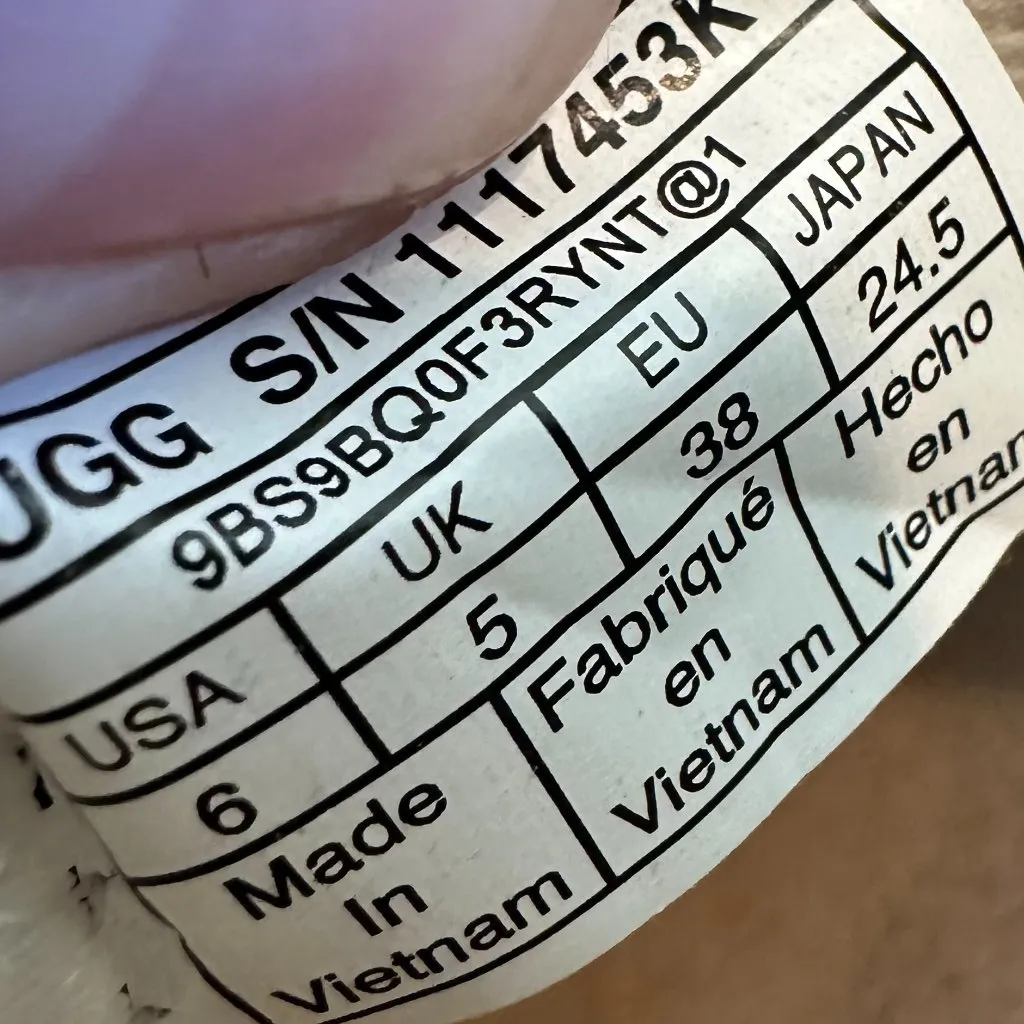 UGG S/N 1117453K
9BS9BQ0F3RYNT@1
USA UK EU JAPAN
6 5 38 24.5
Made
In
Vietnam
Fabriqué
en
Vietnam
Hecho
en
Vietnam